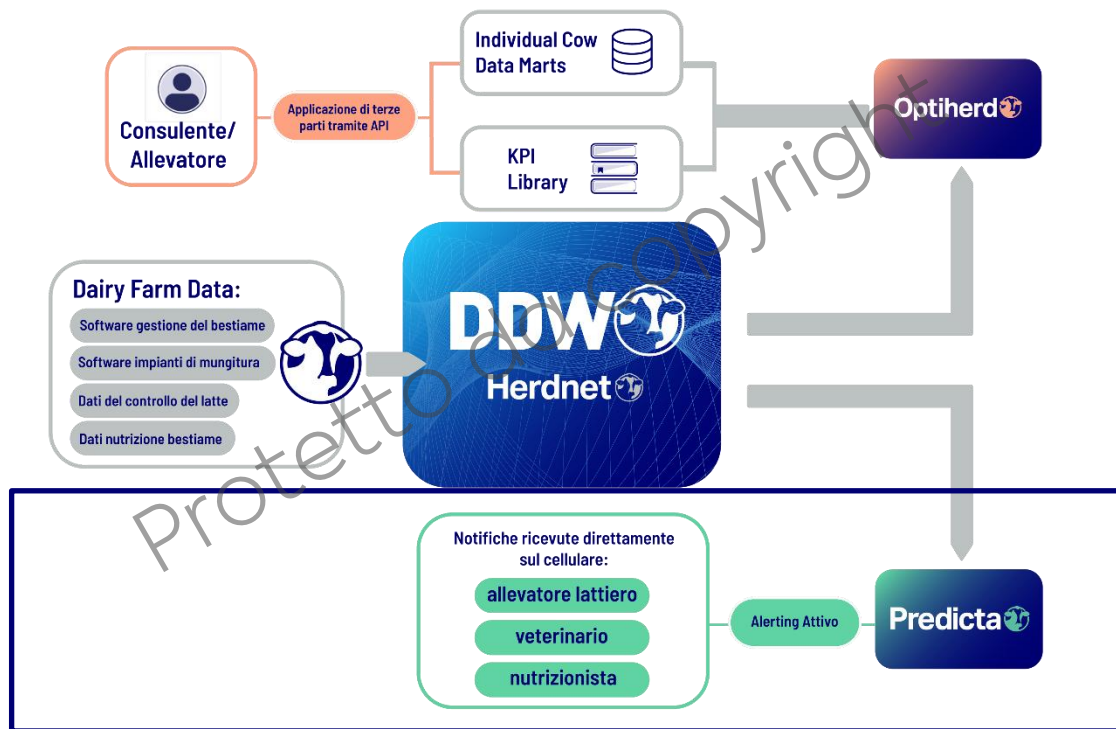 Individual Cow
Data Marts
Consulente/
Allevatore
Applicazione di terze
parti tramite API
KPI
Library
Optiherd
Dairy Farm Data:
Software gestione del bestiame
Software impianti di mungitura
Dati del controllo del latte
Dati nutrizione bestiame
DDW
Herdnet
Notifiche ricevute direttamente
sul cellulare:
allevatore lattiero
veterinario
nutrizionista
Alerting Attivo
Predicta
Protetto da copyright